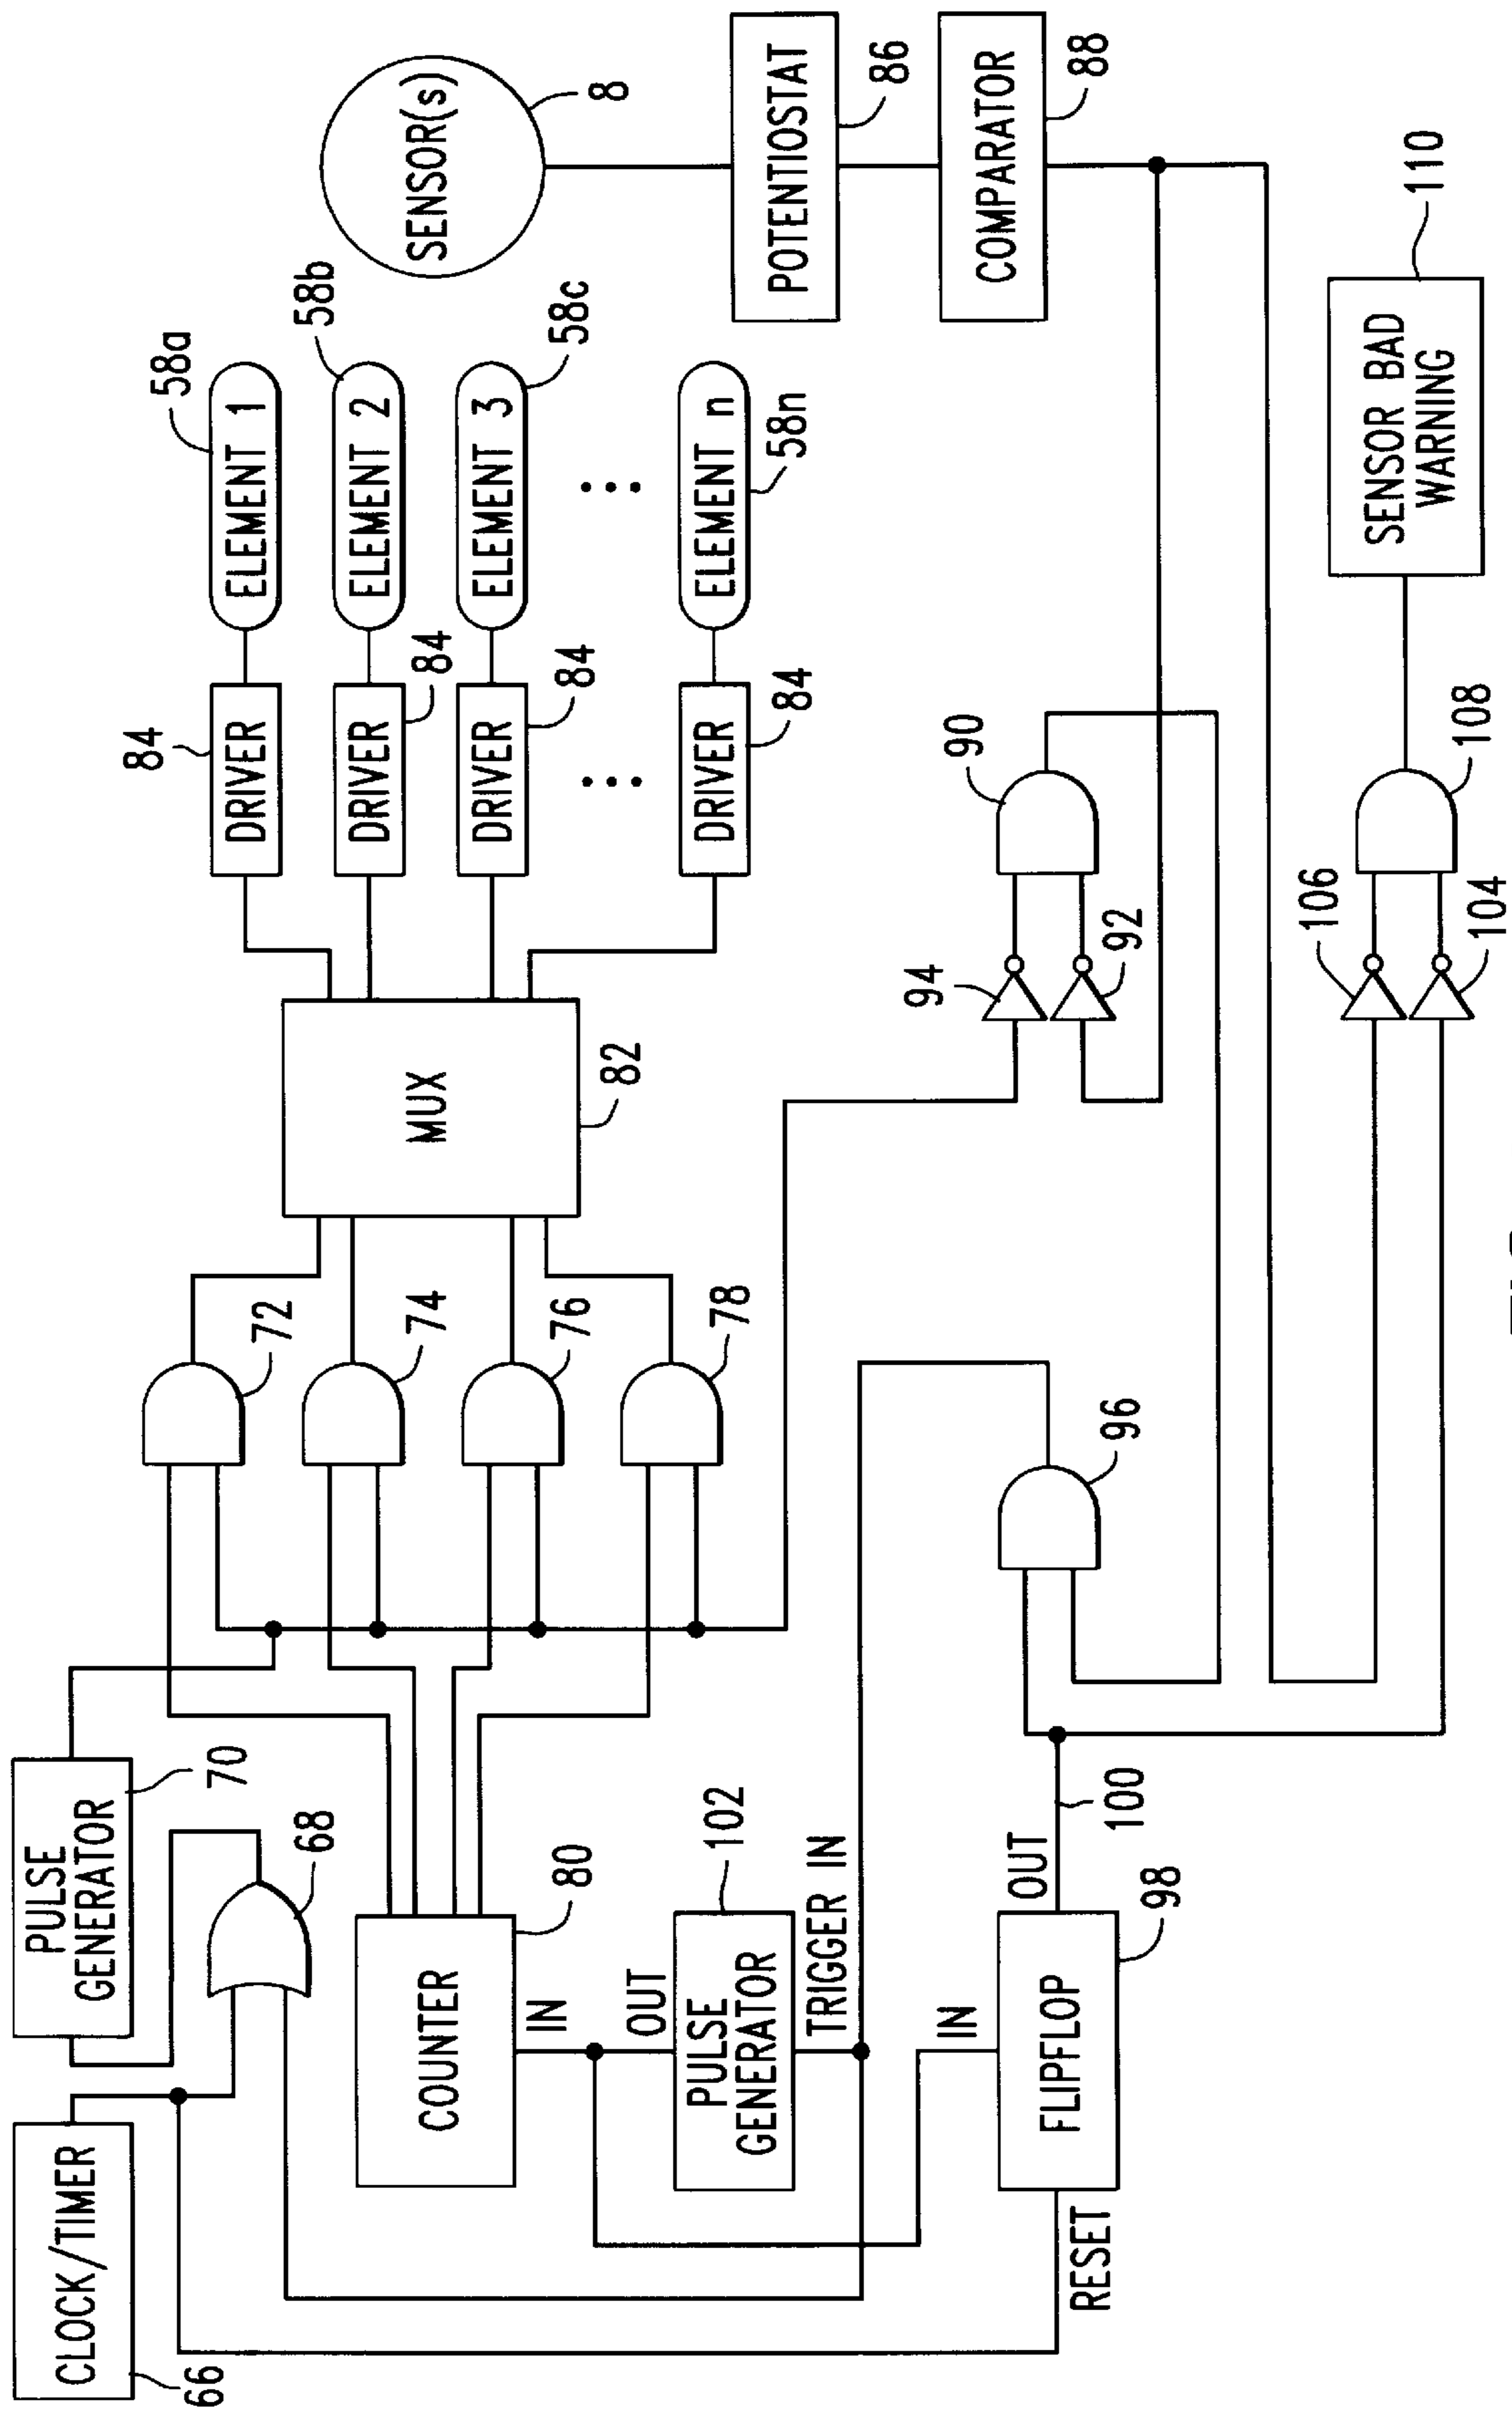 CLOCK/TIMER
66
PULSE
GENERATOR
70
68
COUNTER
80
IN
OUT
PULSE
GENERATOR
102
TRIGGER IN
IN
FLIPFLOP
98
RESET
OUT
100
72
74
76
78
96
MUX
82
94
92
90
106
104
108
84
DRIVER
DRIVER
84
DRIVER
84
DRIVER
84
58a
ELEMENT 1
58b
ELEMENT 2
58c
ELEMENT 3
ELEMENT n
58n
SENSOR(s)
8
POTENTIOSTAT
86
COMPARATOR
88
SENSOR BAD
WARNING
110